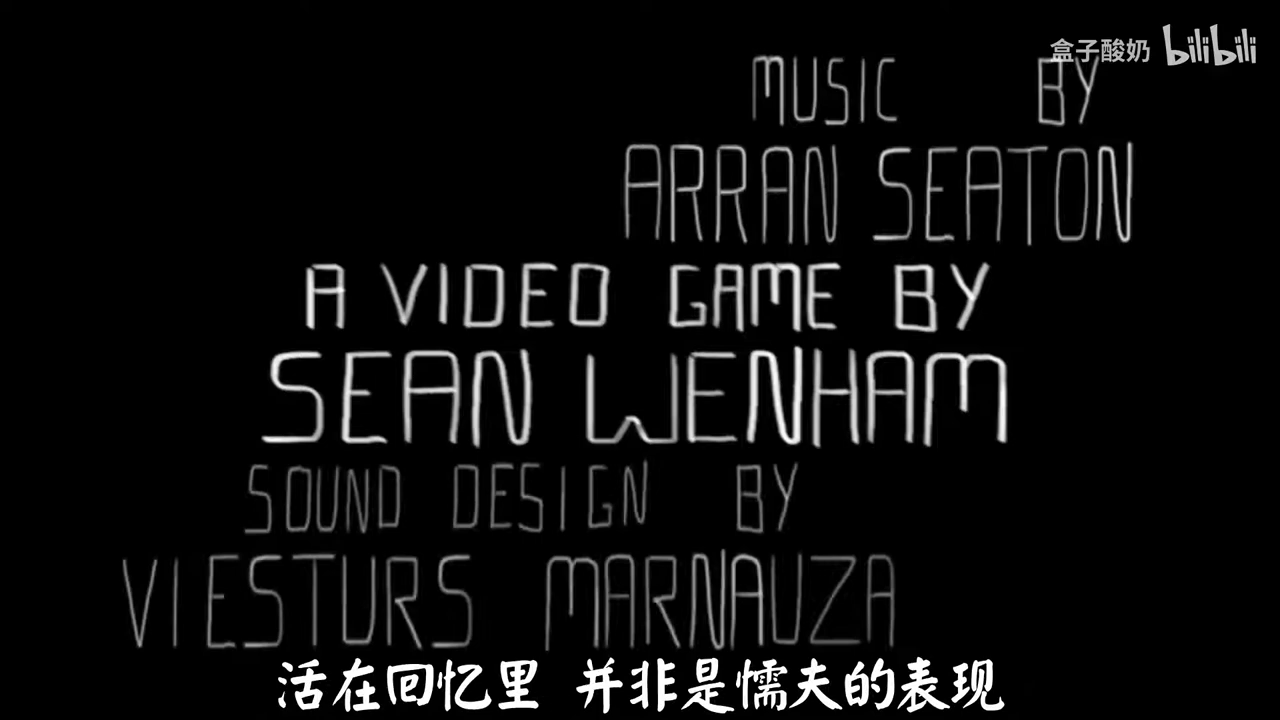 盒子酸奶 bilibili
MUSIC BY
ARRAN SEATON
A VIDEO GAME BY
SEAN WENHAM
SOUND DESIGN BY
VIESTURS MARNAUZA
活在回忆里 并非是懦夫的表现